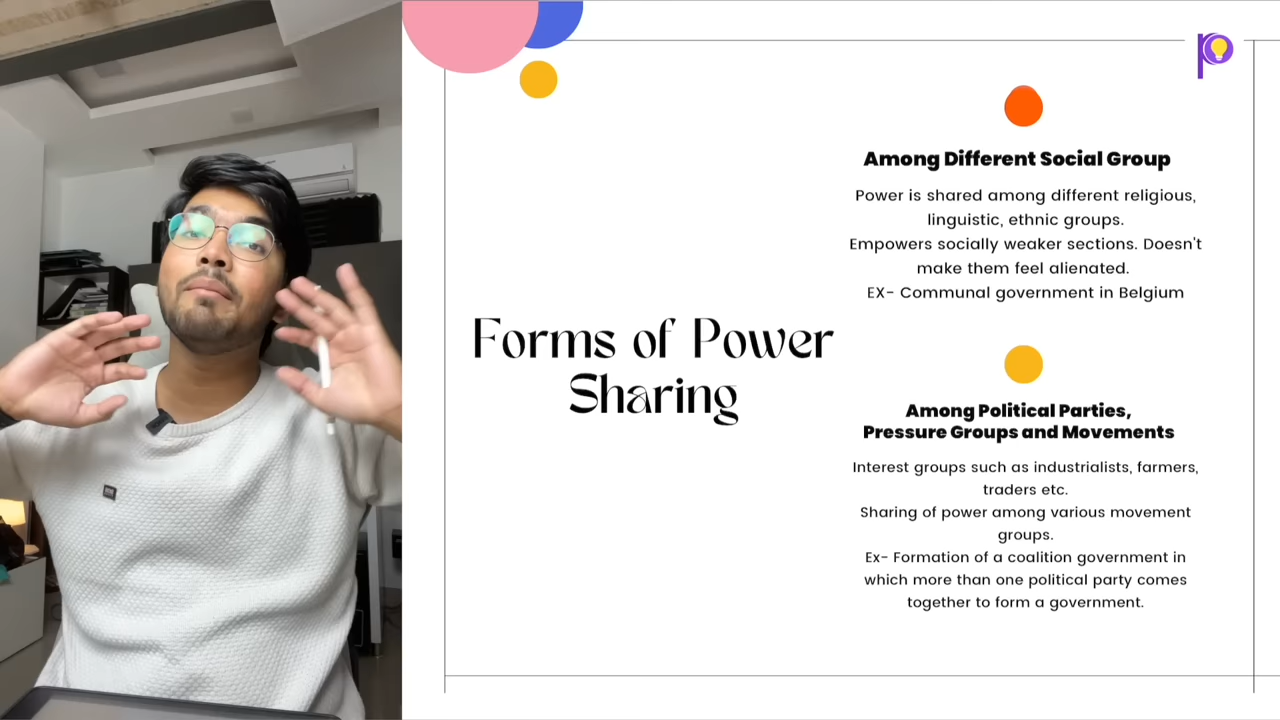 Forms of Power
Sharing
Among Different Social Group
Power is shared among different religious,
linguistic, ethnic groups.
Empowers socially weaker sections. Doesn't
make them feel alienated.
EX- Communal government in Belgium
Among Political Parties,
Pressure Groups and Movements
Interest groups such as industrialists, farmers,
traders etc.
Sharing of power among various movement
groups.
Ex- Formation of a coalition government in
which more than one political party comes
together to form a government.